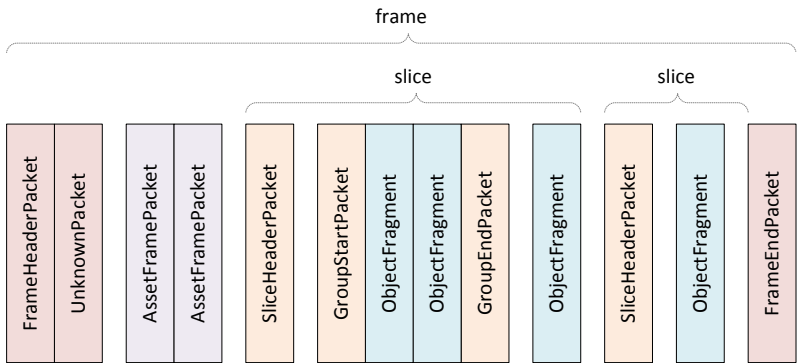 frame
slice
slice
FrameHeaderPacket
UnknownPacket
AssetFramePacket
AssetFramePacket
SliceHeaderPacket
GroupStartPacket
ObjectFragment
ObjectFragment
GroupEndPacket
ObjectFragment
SliceHeaderPacket
ObjectFragment
FrameEndPacket